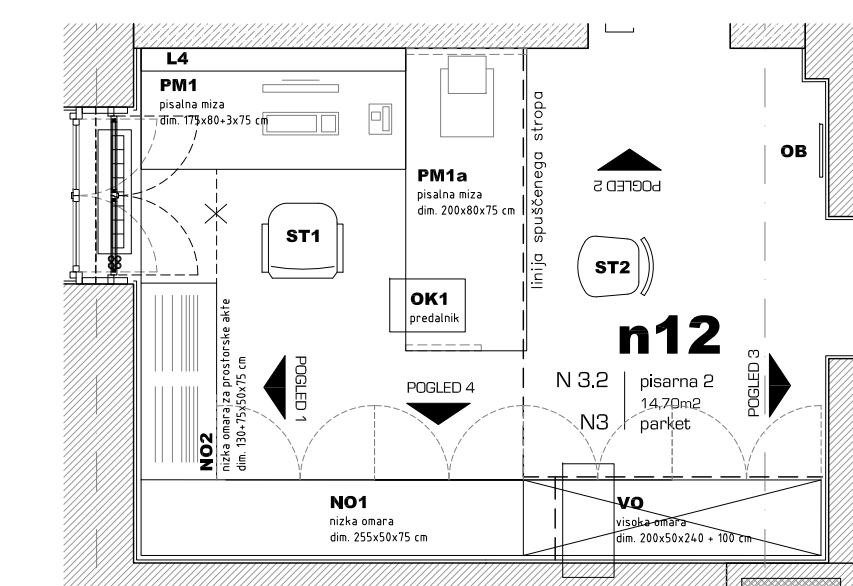 L4
PM1
pisalna miza
dim. 175x80+3x75 cm
PM1a
pisalna miza
dim. 200x80x75 cm
linija spuščenega stropa
POGLED 2
OB
ST1
ST2
OK1
predalnik
n12
N 3.2
pisarna 2
14,70m2
N3
parket
POGLED 1
POGLED 4
POGLED 3
NO2
nizka omara za prostorske akte
dim. 130+75x50x75 cm
NO1
nizka omara
dim. 255x50x75 cm
VO
visoka omara
dim. 200x50x240 + 100 cm